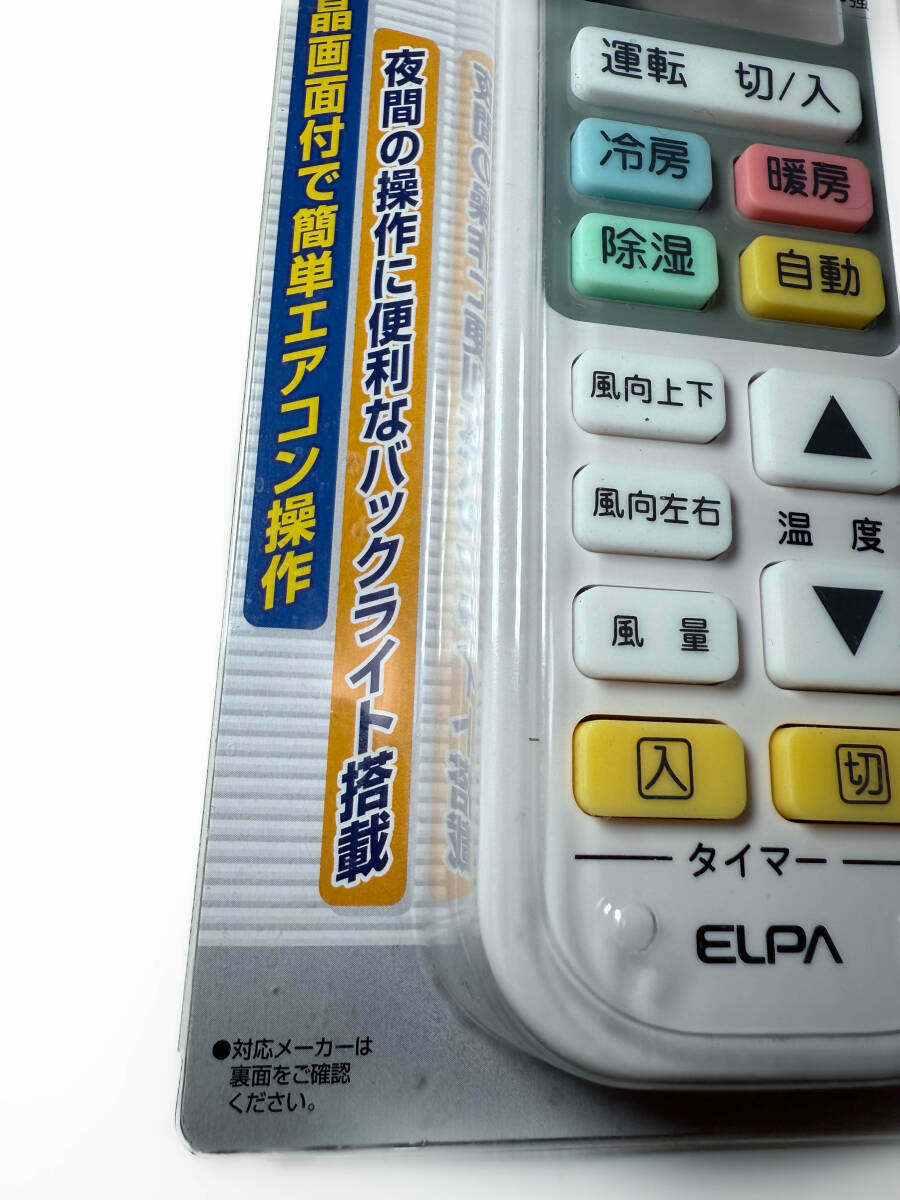 晶画面付で簡単エアコン操作
夜間の操作に便利なバックライト搭載
強
運転 切/入
冷房
暖房
除湿
自動
風向上下
▲
風向左右
温度
風量
▼
入
切
タイマー
ELPA
●対応メーカーは
裏面をご確認
ください。